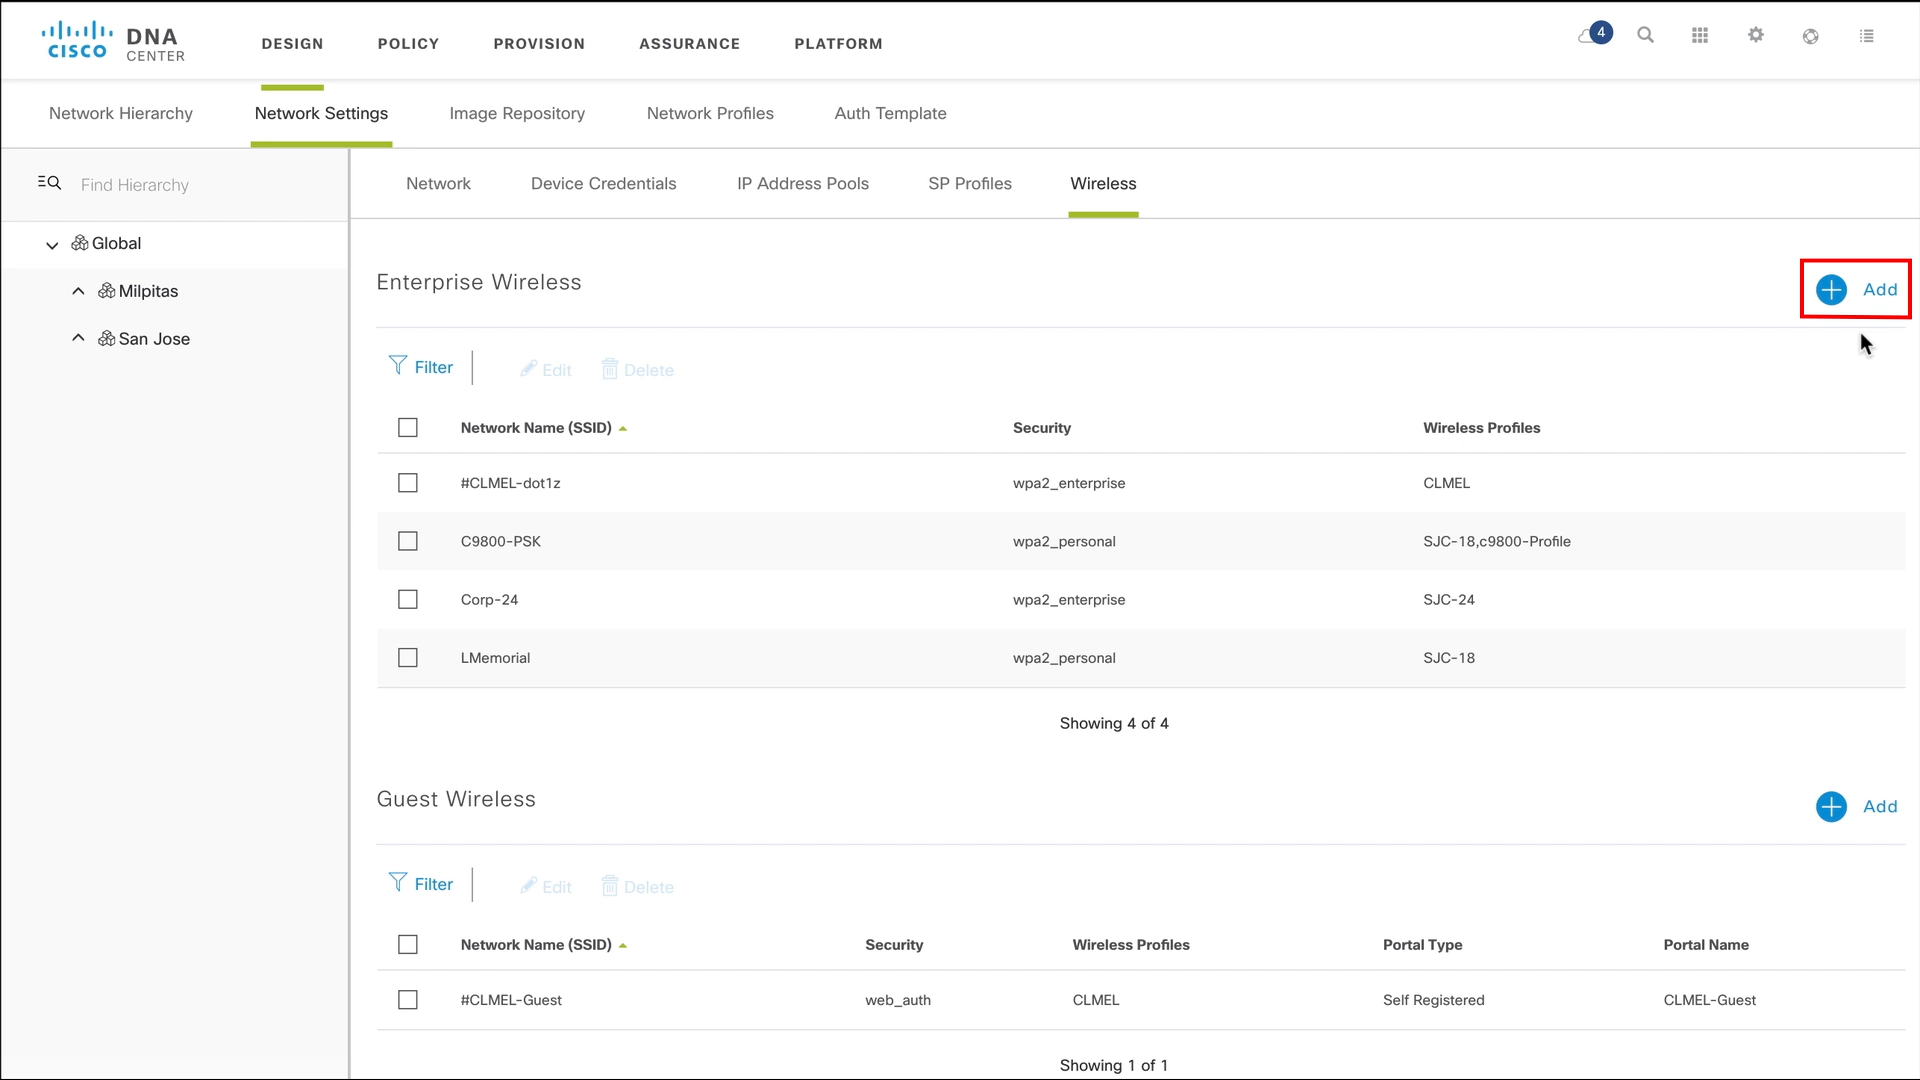 CISCO DNA CENTER DESIGN POLICY PROVISION ASSURANCE PLATFORM 4
Network Hierarchy Network Settings Image Repository Network Profiles Auth Template
Find Hierarchy
Global
Milpitas
San Jose
Network Device Credentials IP Address Pools SP Profiles Wireless
Enterprise Wireless Add
Filter Edit Delete
Network Name (SSID) Security Wireless Profiles
#CLMEL-dot1z wpa2_enterprise CLMEL
C9800-PSK wpa2_personal SJC-18,c9800-Profile
Corp-24 wpa2_enterprise SJC-24
LMemorial wpa2_personal SJC-18
Showing 4 of 4
Guest Wireless Add
Filter Edit Delete
Network Name (SSID) Security Wireless Profiles Portal Type Portal Name
#CLMEL-Guest web_auth CLMEL Self Registered CLMEL-Guest
Showing 1 of 1